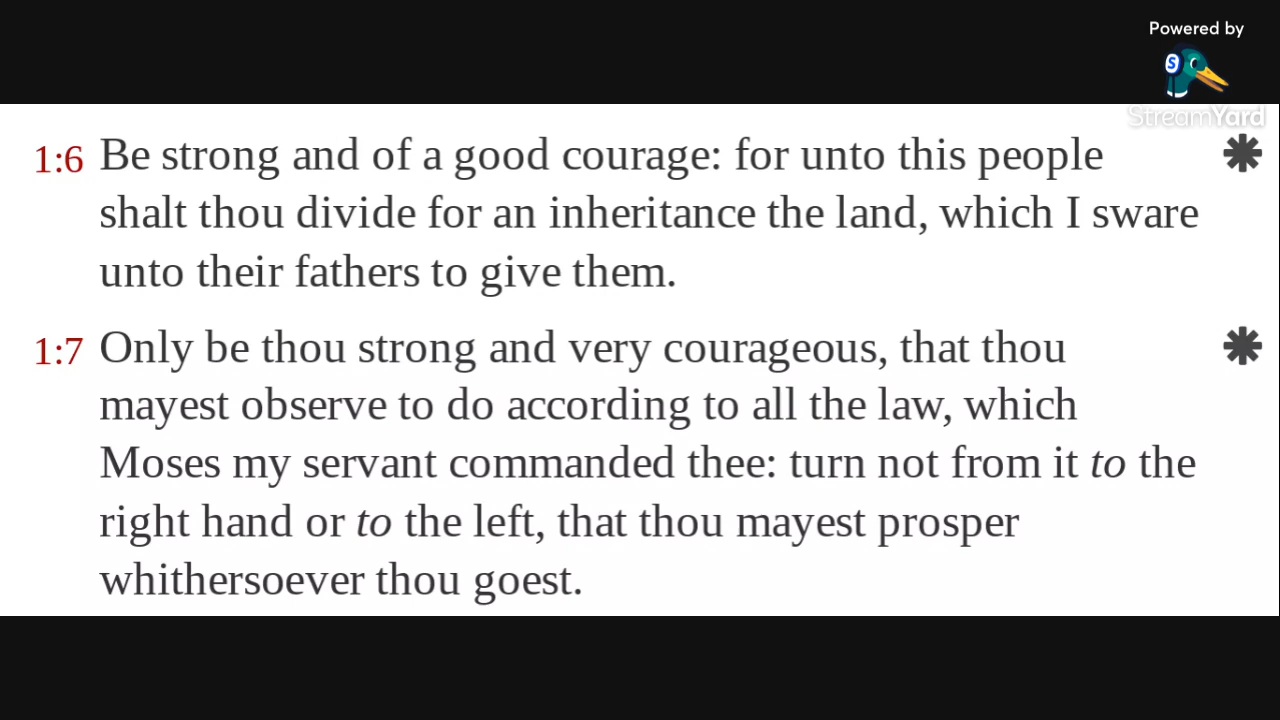 Powered by
S
StreamYard
1:6 Be strong and of a good courage: for unto this people
shalt thou divide for an inheritance the land, which I sware
unto their fathers to give them.
1:7 Only be thou strong and very courageous, that thou
mayest observe to do according to all the law, which
Moses my servant commanded thee: turn not from it to the
right hand or to the left, that thou mayest prosper
whithersoever thou goest.